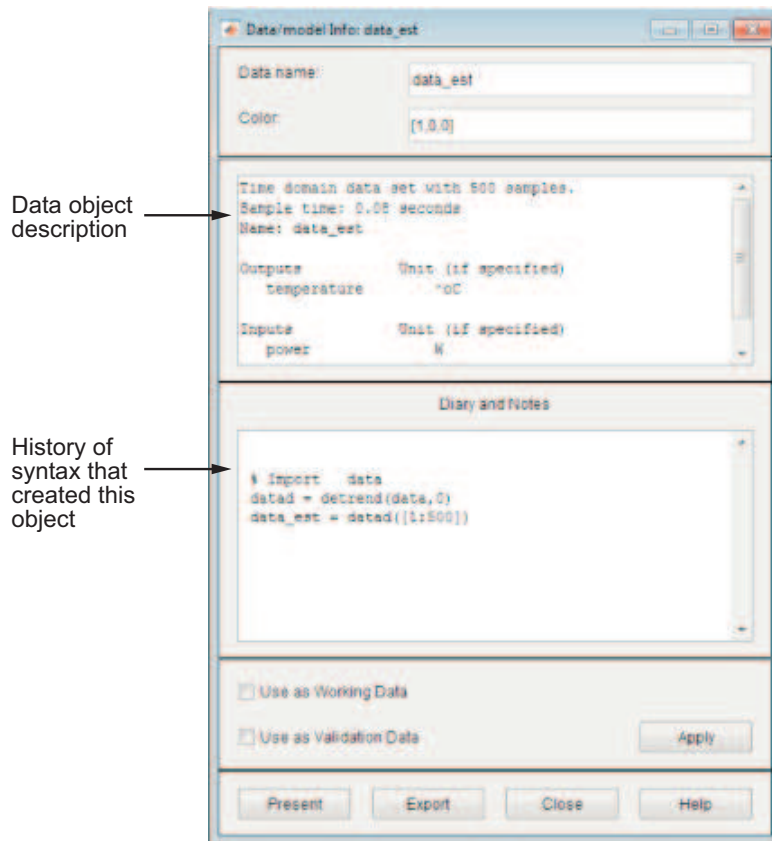 Data/model Info: data_est
Data name:
data_est
Color:
[1,0,0]
Data object
description
Time domain data set with 500 samples.
Sample time: 0.08 seconds
Name: data_est
Outputs Unit (if specified)
temperature ^oC
Inputs Unit (if specified)
power W
Diary and Notes
History of
syntax that
created this
object
% Import data
datad = detrend(data,0)
data_est = datad([1:500])
Use as Working Data
Use as Validation Data
Apply
Present
Export
Close
Help